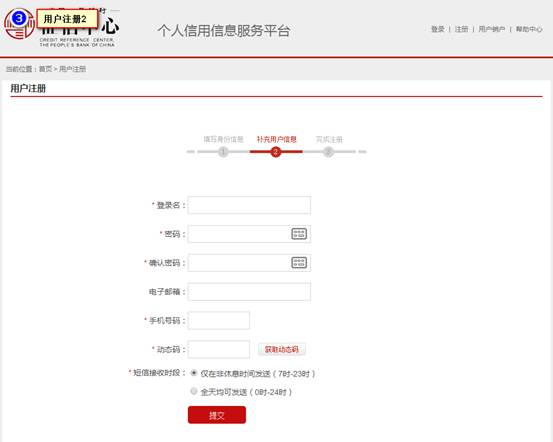 3 用户注册2
信中心
CREDIT REFERENCE CENTER,
THE PEOPLE'S BANK OF CHINA
个人信用信息服务平台
登录 | 注册 | 用户销户 | 帮助中心
当前位置：首页 > 用户注册
用户注册
填写身份信息 补充用户信息 完成注册
1 2 3
* 登录名：
* 密码：
* 确认密码：
电子邮箱：
* 手机号码：
* 动态码： 获取动态码
* 短信接收时段： 仅在非休息时间发送（7时-23时）
全天均可发送（0时-24时）
提交